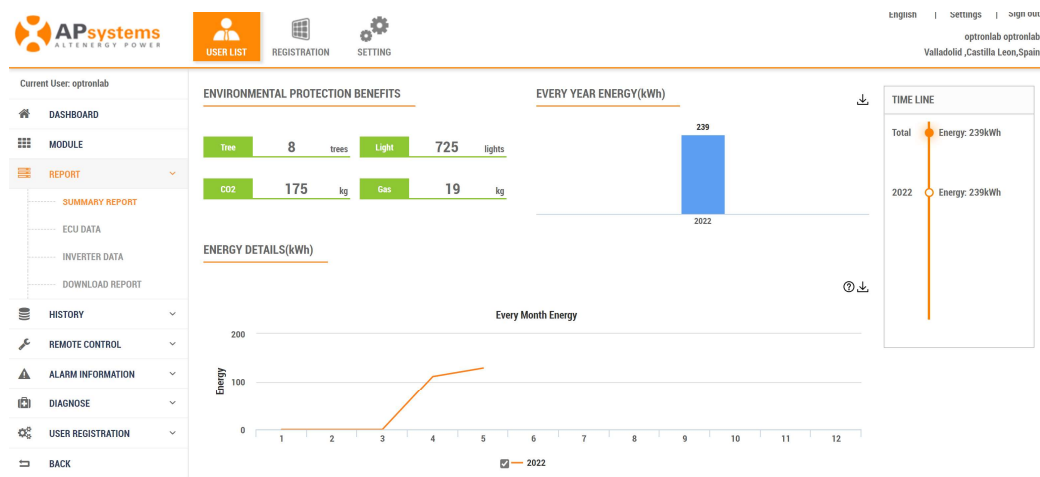 APsystems
ALTENERGY POWER
USER LIST
REGISTRATION
SETTING
English | Settings | Sign out
optronlab optronlab
Valladolid ,Castilla Leon,Spain
Current User: optronlab
DASHBOARD
MODULE
REPORT
SUMMARY REPORT
ECU DATA
INVERTER DATA
DOWNLOAD REPORT
HISTORY
REMOTE CONTROL
ALARM INFORMATION
DIAGNOSE
USER REGISTRATION
BACK
ENVIRONMENTAL PROTECTION BENEFITS
Tree 8 trees Light 725 lights
CO2 175 kg Gas 19 kg
EVERY YEAR ENERGY(kWh)
239
2022
TIME LINE
Total Energy: 239kWh
2022 Energy: 239kWh
ENERGY DETAILS(kWh)
?
Every Month Energy
Energy
200
100
0
1 2 3 4 5 6 7 8 9 10 11 12
2022